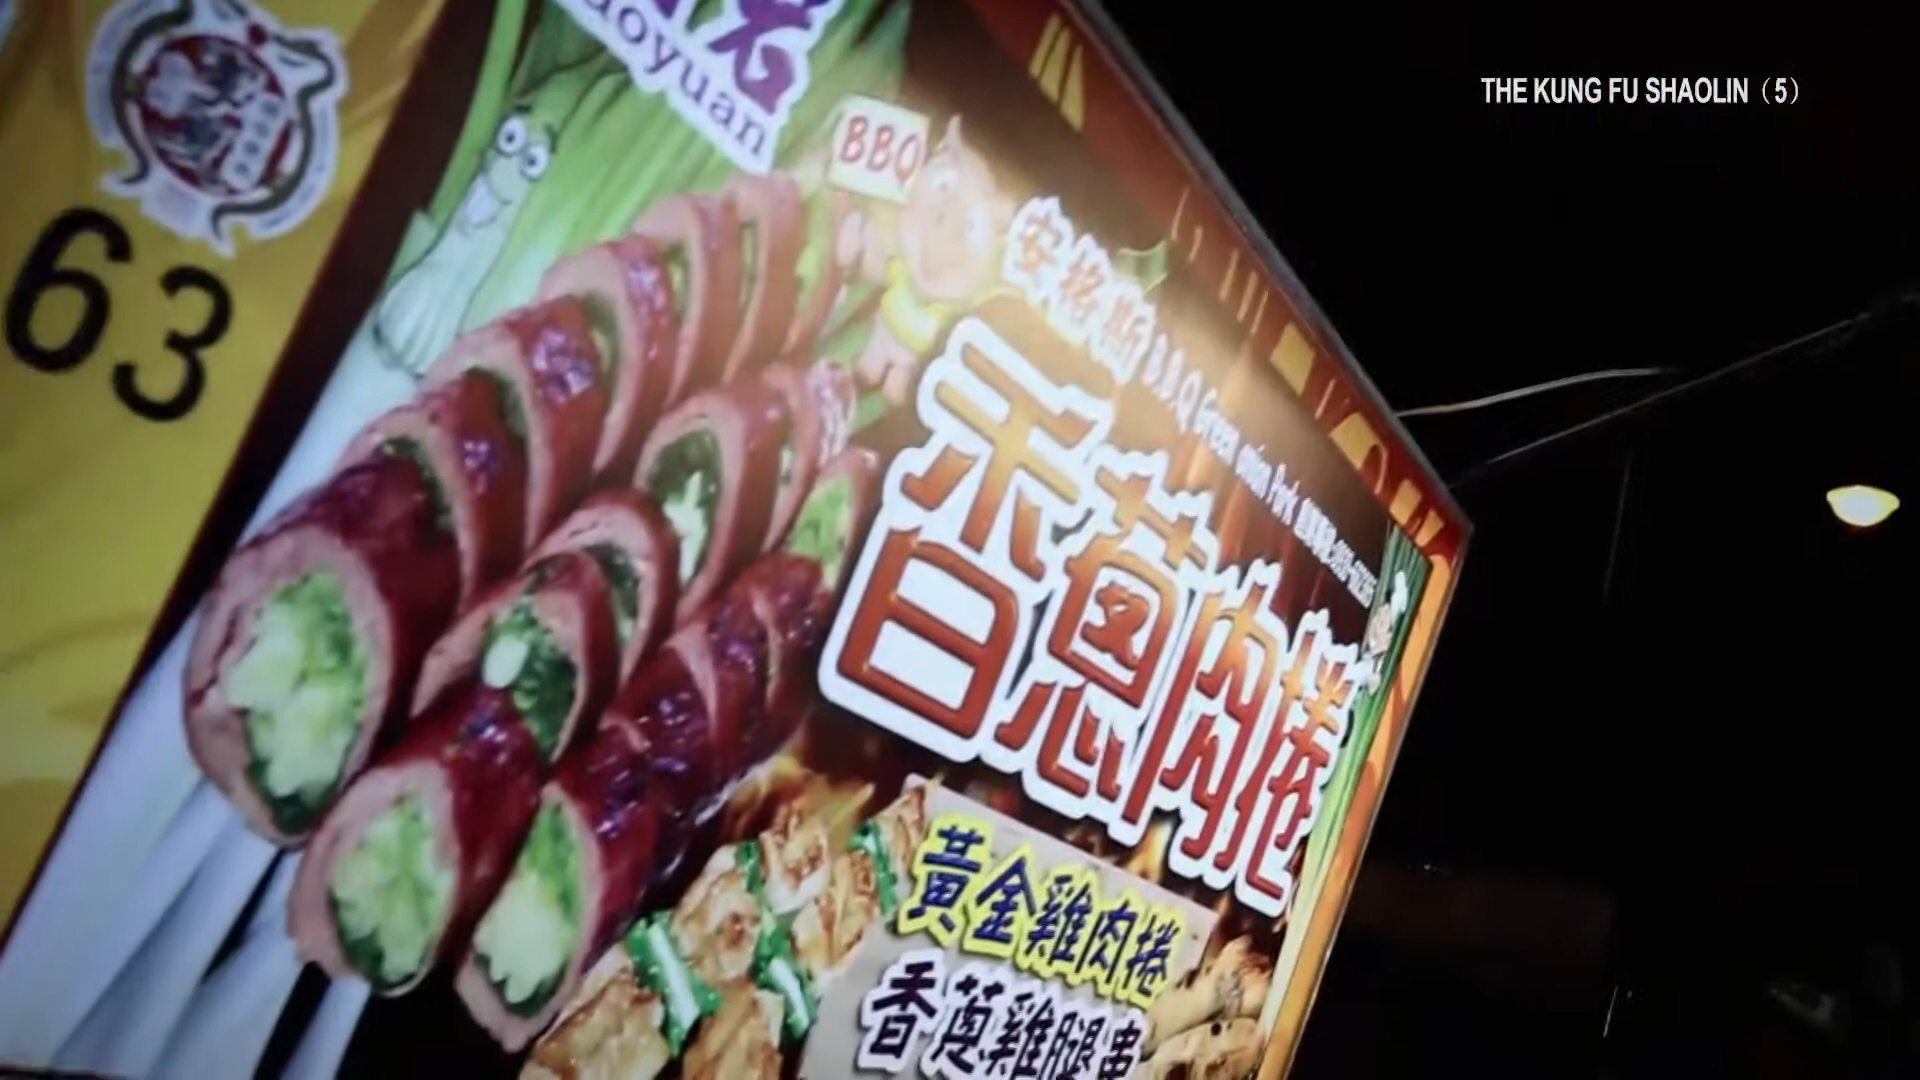 THE KUNG FU SHAOLIN（5）
63
oyuan
BBQ
安格斯 BBQ Green onion Pork
香蔥肉捲
黃金雞肉捲
香蔥雞腿串